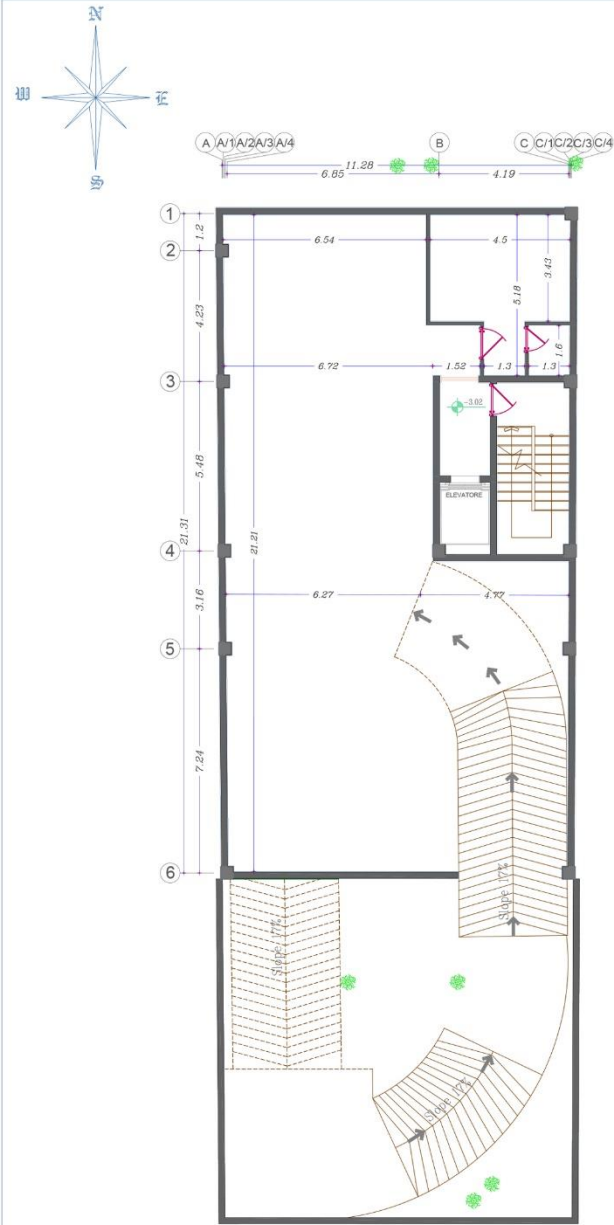 N
W E
S
A A/1 A/2 A/3 A/4 B C C/1 C/2 C/3 C/4
11.28
6.85 4.19
1
1.2
6.54 4.5
2
3.43
5.18
4.23
1.6
6.72 1.52 1.3 1.3
3
-3.02
5.48
ELEVATORE
21.31
21.21
4
3.16
6.27 4.77
5
7.24
6
Slope 17%
Slope 17%
Slope 17%